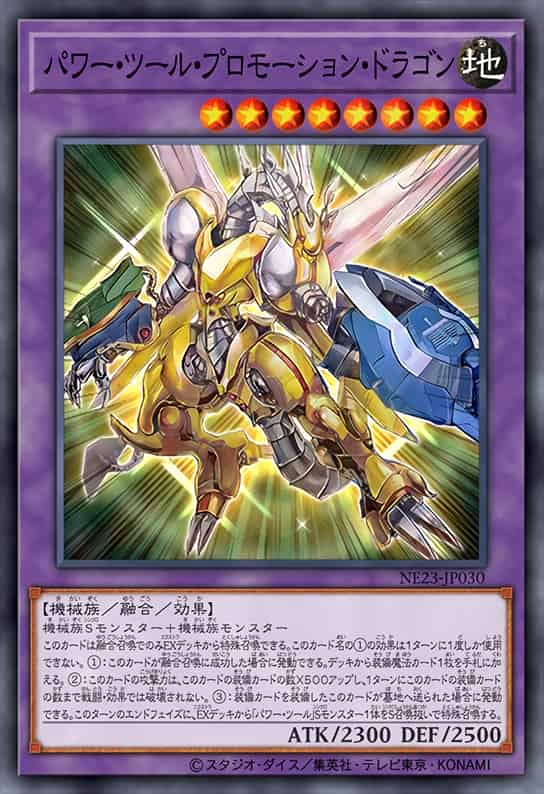 パワー・ツール・プロモーション・ドラゴン
地
NE23-JP030
【機械族／融合／効果】
機械族Sモンスター＋機械族モンスター
このカードは融合召喚でのみEXデッキから特殊召喚できる。このカード名の①の効果は1ターンに1度しか使用
できない。①：このカードが融合召喚に成功した場合に発動できる。デッキから装備魔法カード1枚を手札に加
える。②：このカードの攻撃力は、このカードの装備カードの数×500アップし、1ターンにこのカードの装備カード
の数まで戦闘・効果では破壊されない。③：装備カードを装備したこのカードが墓地へ送られた場合に発動
できる。このターンのエンドフェイズに、EXデッキから「パワー・ツール」Sモンスター1体をS召喚扱いで特殊召喚する。
ATK/2300 DEF/2500
©スタジオ・ダイス／集英社・テレビ東京・KONAMI